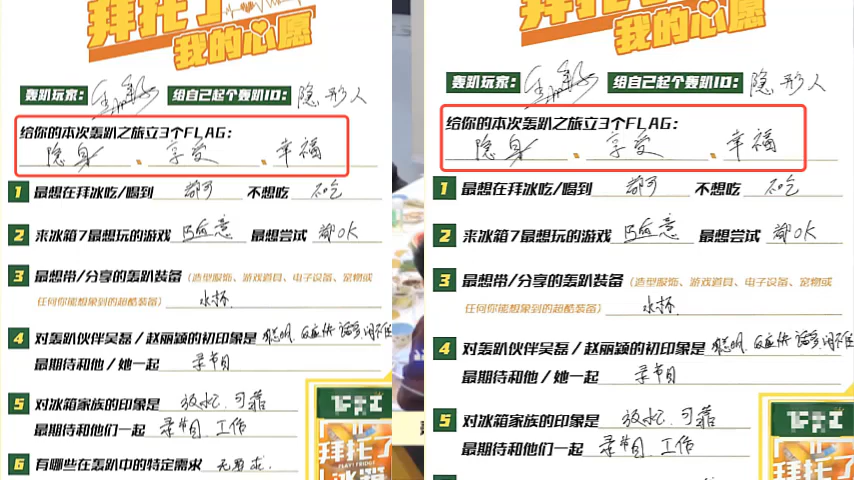 拜托了
我的心愿
轰趴玩家：
给自己起个轰趴ID： 隐形人
给你的本次轰趴之旅立3个FLAG：
隐身 、 享受 、 幸福
1 最想在拜冰吃/喝到 都可 不想吃 不吃
2 来冰箱7最想玩的游戏 随意 最想尝试 都OK
3 最想带/分享的轰趴装备（造型服饰、游戏道具、电子设备、宠物或
任何你能想象到的超酷装备） 水杯
4 对轰趴伙伴吴磊/赵丽颖的初印象是 聪明、反应快
最期待和他/她一起 录节目
5 对冰箱家族的印象是 放松、可靠
最期待和他们一起 录节目、工作
6 有哪些在轰趴中的特定需求 无需求.
拜托了
冰箱
我的心愿
轰趴玩家：
给自己起个轰趴ID： 隐形人
给你的本次轰趴之旅立3个FLAG：
隐身 、 享受 、 幸福
1 最想在拜冰吃/喝到 都可 不想吃 不吃
2 来冰箱7最想玩的游戏 随意 最想尝试 都OK
3 最想带/分享的轰趴装备（造型服饰、游戏道具、电子设备、宠物或
任何你能想象到的超酷装备） 水杯
4 对轰趴伙伴吴磊/赵丽颖的初印象是 聪明、反应快
最期待和他/她一起 录节目
5 对冰箱家族的印象是 放松、可靠
最期待和他们一起 录节目、工作
拜托了